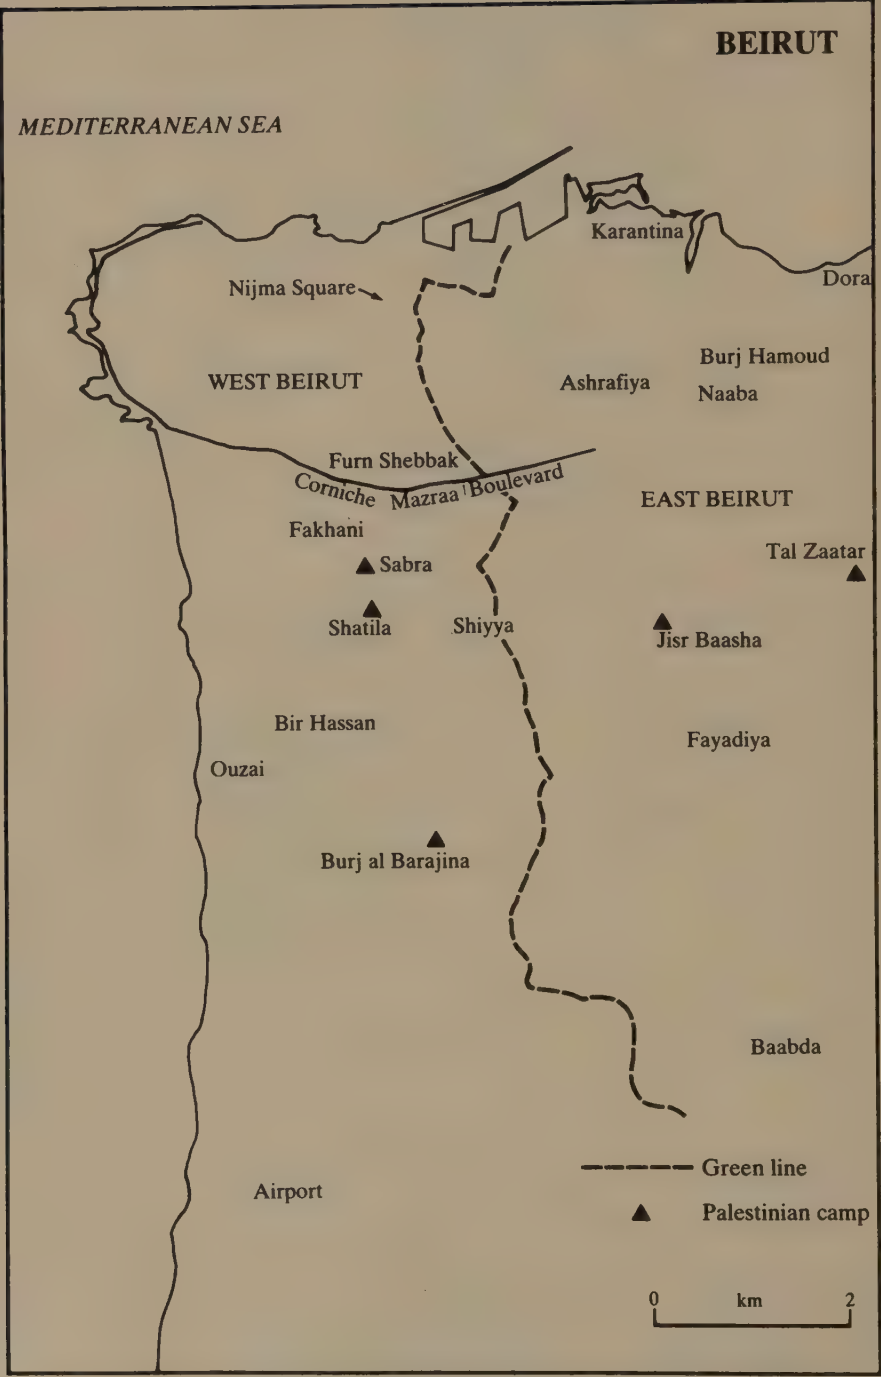 BEIRUT
MEDITERRANEAN SEA
Karantina
Dora
Nijma Square
Burj Hamoud
WEST BEIRUT
Ashrafiya
Naaba
Furn Shebbak
Corniche Mazraa Boulevard
EAST BEIRUT
Fakhani
Tal Zaatar
Sabra
Shatila
Shiyya
Jisr Baasha
Bir Hassan
Fayadiya
Ouzai
Burj al Barajina
Baabda
Green line
Airport
Palestinian camp
0 km 2